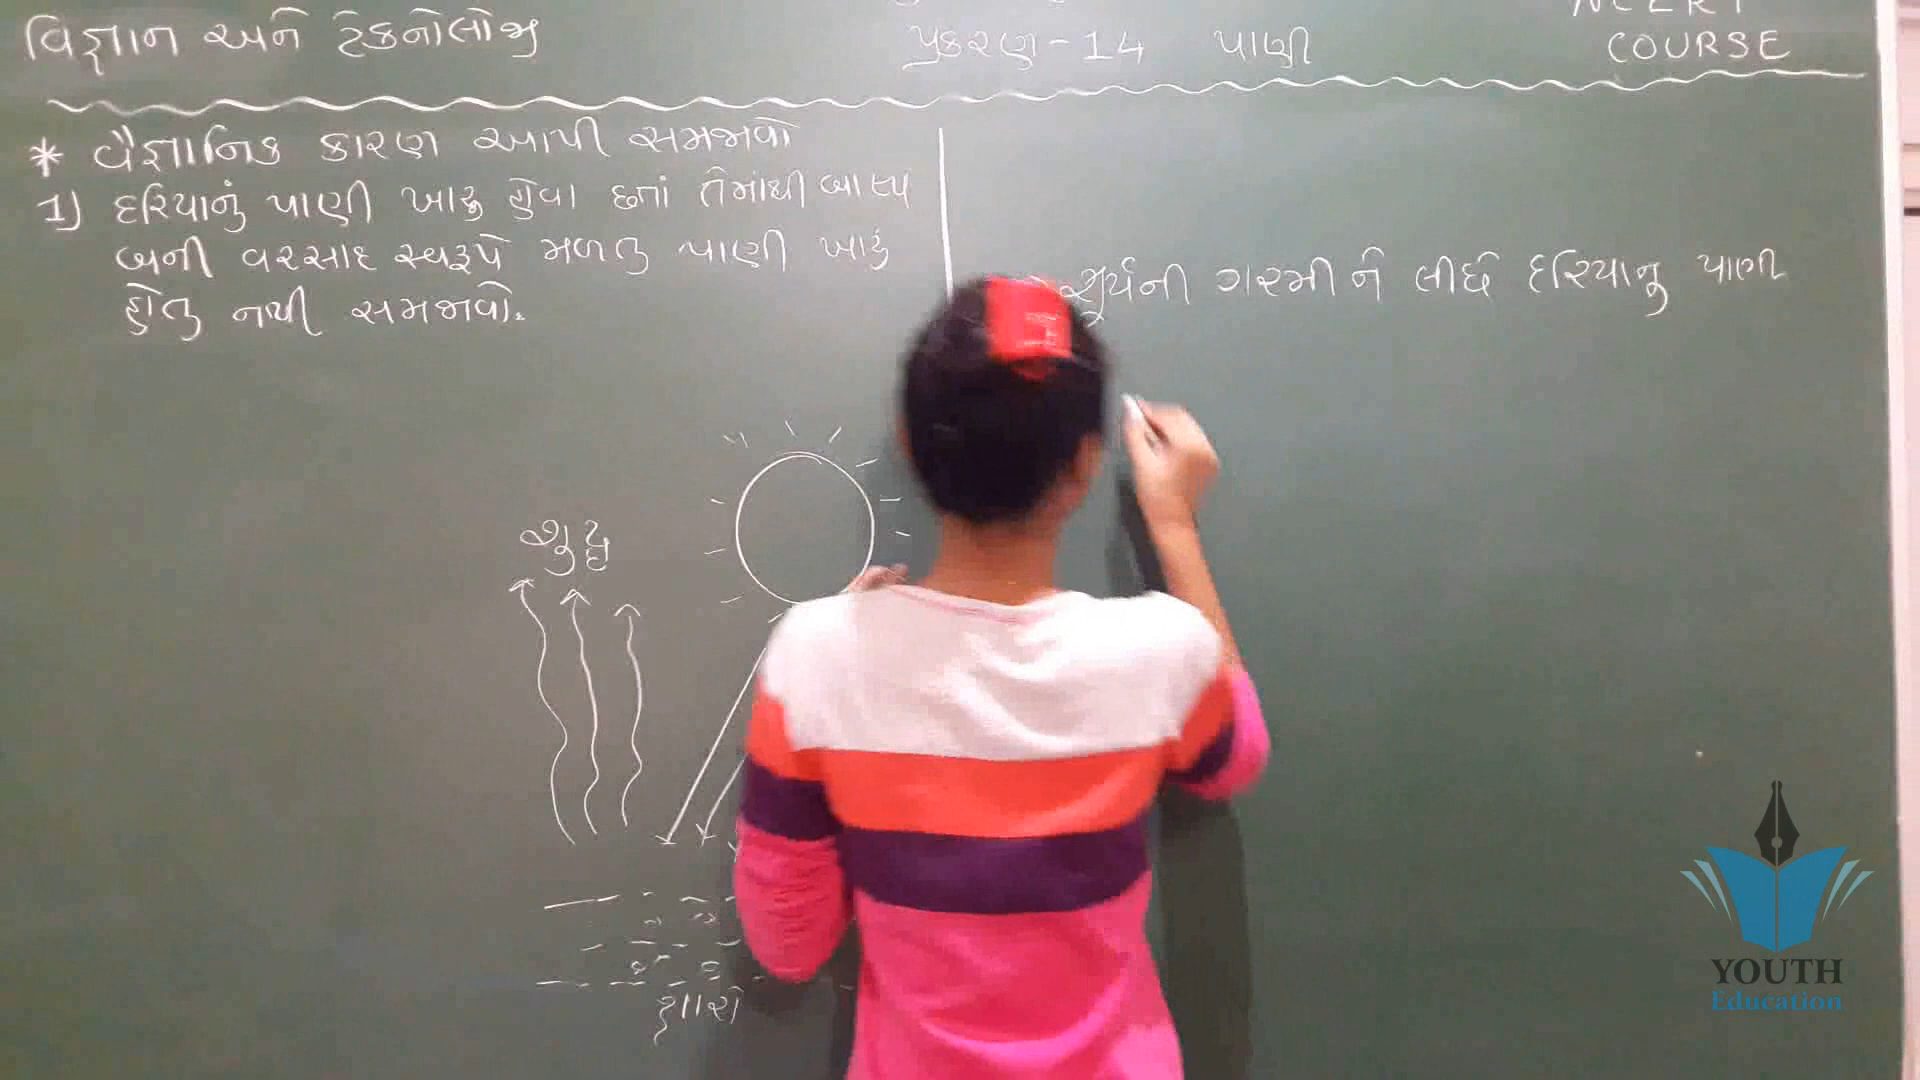 વિજ્ઞાન અને ટેકનોલોજી
પ્રકરણ-14 પાણી
NCERT
COURSE
* વૈજ્ઞાનિક કારણ આપી સમજાવો
1) દરિયાનું પાણી ખારુ હોવા છતાં તેમાંથી બાષ્પ
બની વરસાદ સ્વરૂપે મળતુ પાણી ખારું
હોતુ નથી સમજાવો.
સૂર્યની ગરમી ને લીધે દરિયાનુ પાણી
શુદ્ધ
ક્ષારો
YOUTH
Education